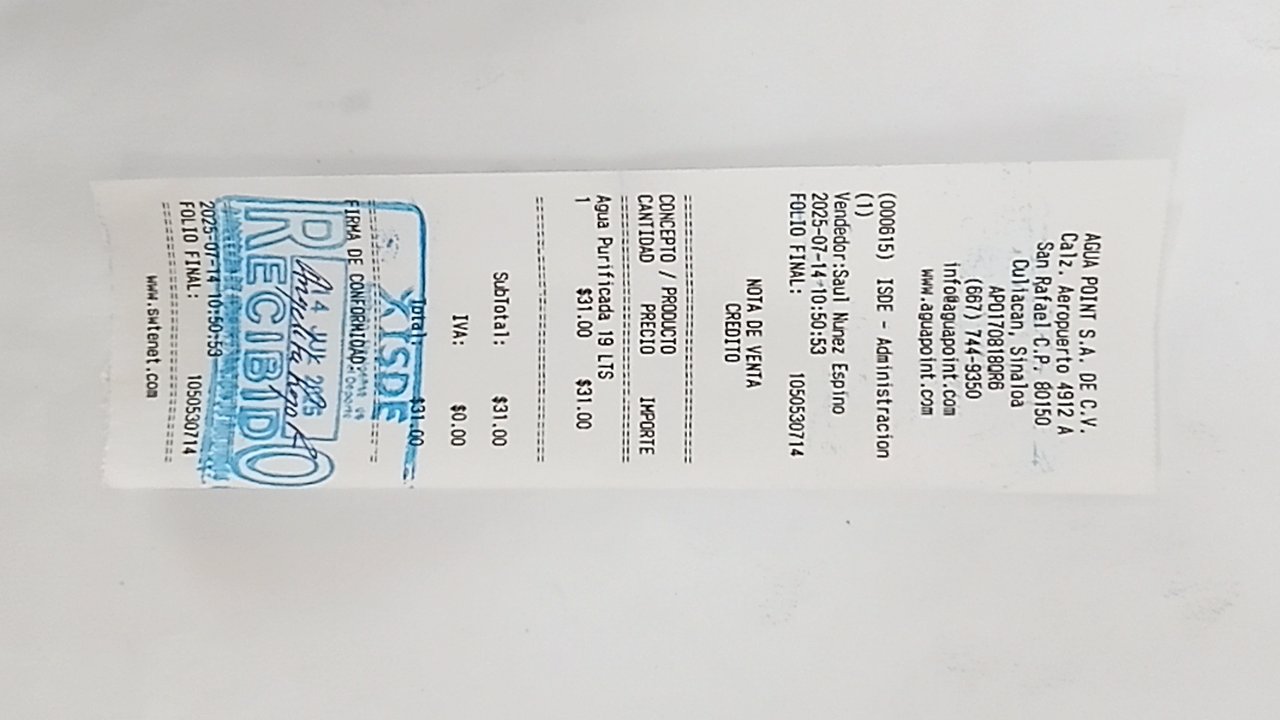 AGUA POINT S.A. DE C.V.
Calz. Aeropuerto 4912 A
San Rafael C.P. 80150
Culiacan, Sinaloa
APO170818QR6
(667) 744-9350
info@aguapoint.com
www.aguapoint.com
(000615) ISDE - Administracion
(1)
Vendedor:Saul Nunez Espino
2025-07-14 10:50:53
FOLIO FINAL: 1050530714
NOTA DE VENTA
CREDITO
==============================
CONCEPTO / PRODUCTO
CANTIDAD PRECIO IMPORTE
==============================
Agua Purificada 19 LTS
1 $31.00 $31.00
==============================
SubTotal: $31.00
IVA: $0.00
Total: $31.00
ISDE
FIRMA DE CONFORMIDAD:
14 JUL 2025
RECIBIDO
2025-07-14 10:50:53
FOLIO FINAL: 1050530714
==============================
www.swtenet.com